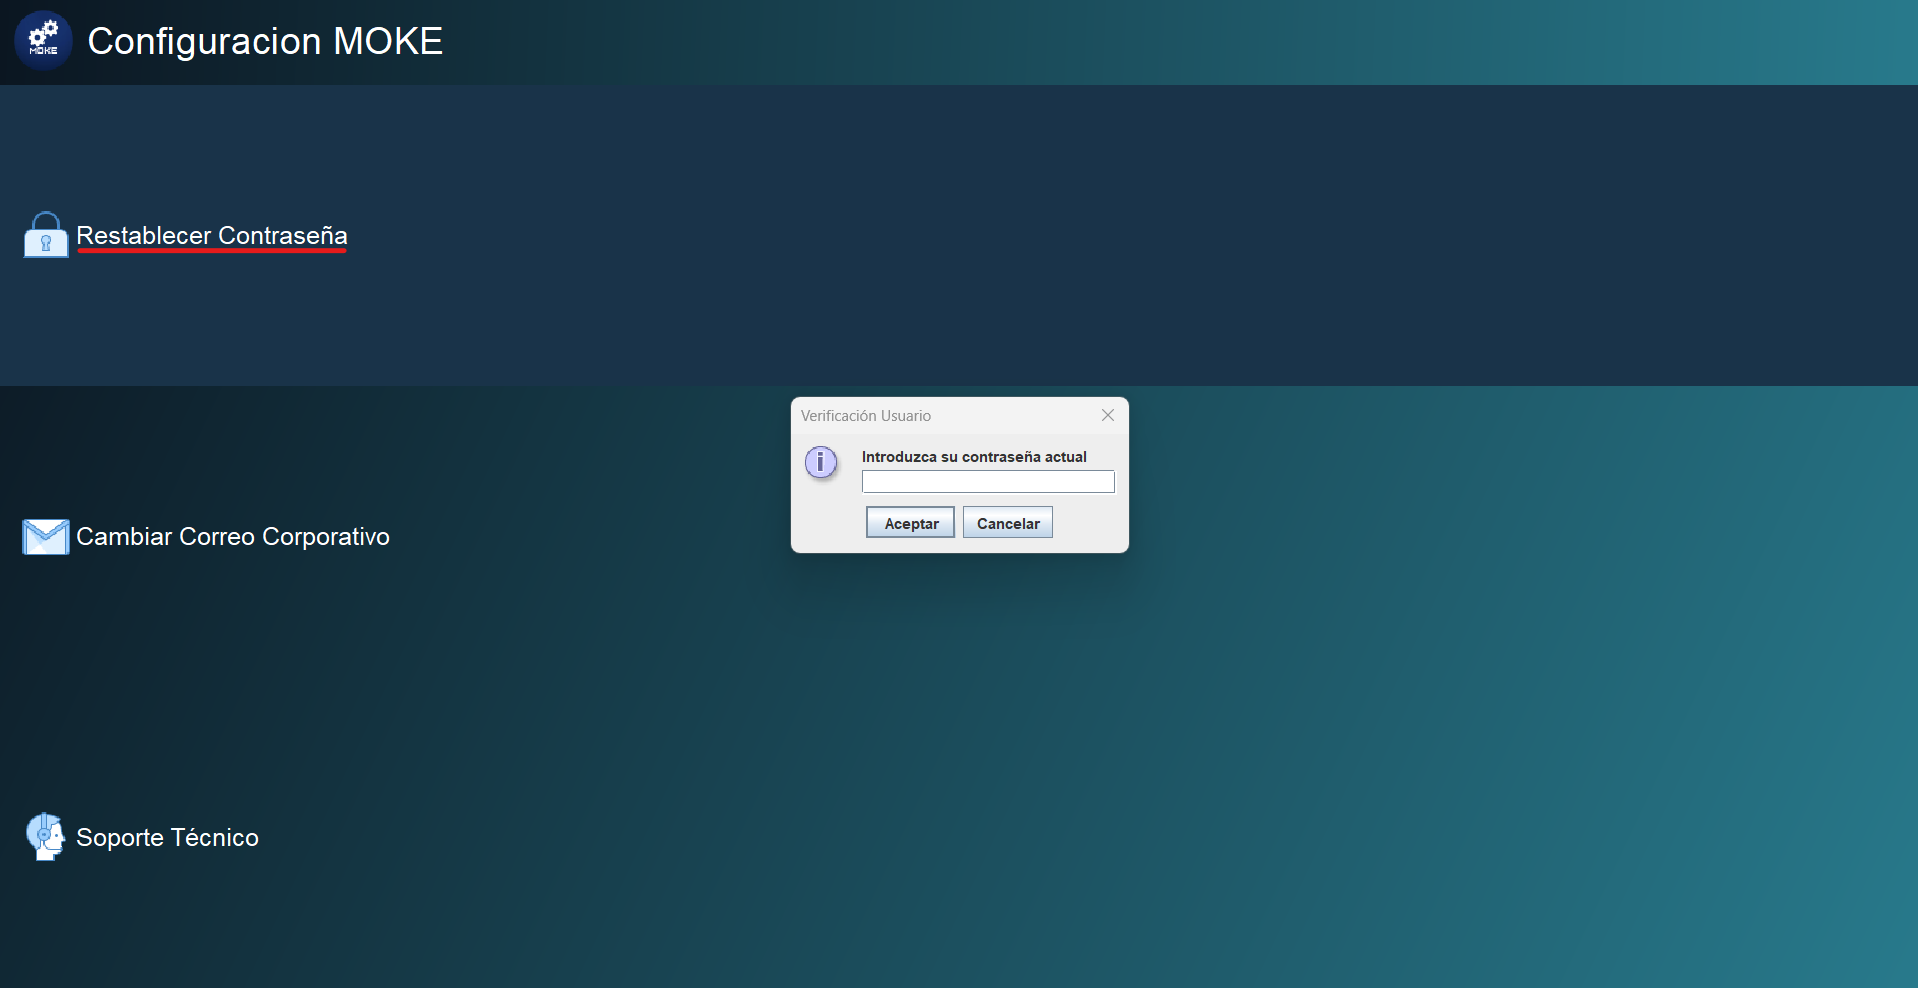 MOKE
Configuracion MOKE
Restablecer Contraseña
Verificación Usuario
Introduzca su contraseña actual
Aceptar
Cancelar
Cambiar Correo Corporativo
Soporte Técnico